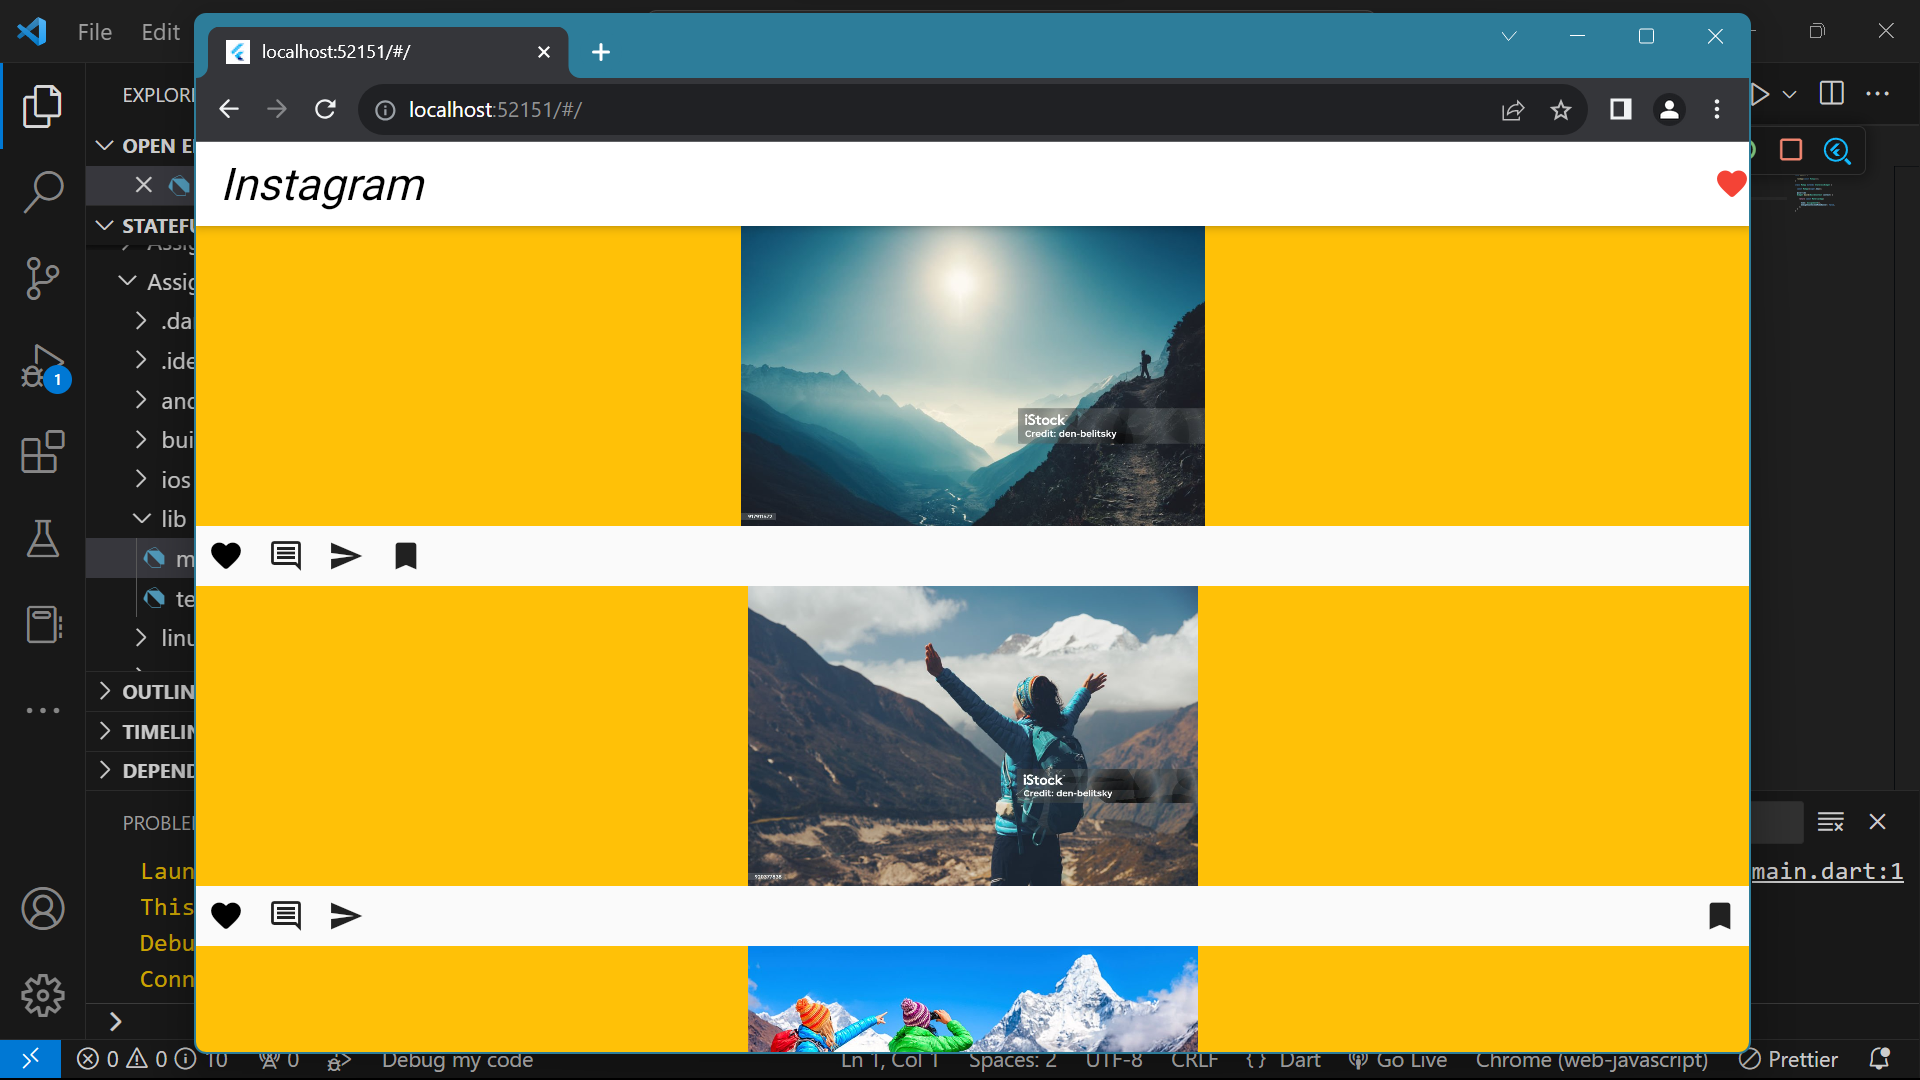 File Edit
localhost:52151/#/
localhost:52151/#/
EXPLOR
OPEN E
STATEFU
Assig
.da
.ide
and
bui
ios
lib
m
te
linu
OUTLIN
TIMELIN
DEPEND
PROBLE
Laun
This
Debu
Conn
1
Instagram
iStock
Credit: den-belitsky
iStock
Credit: den-belitsky
main.dart:1
0 0 10 0 Debug my code Ln 1, Col 1 Spaces: 2 UTF-8 CRLF {} Dart Go Live Chrome (web-javascript) Prettier